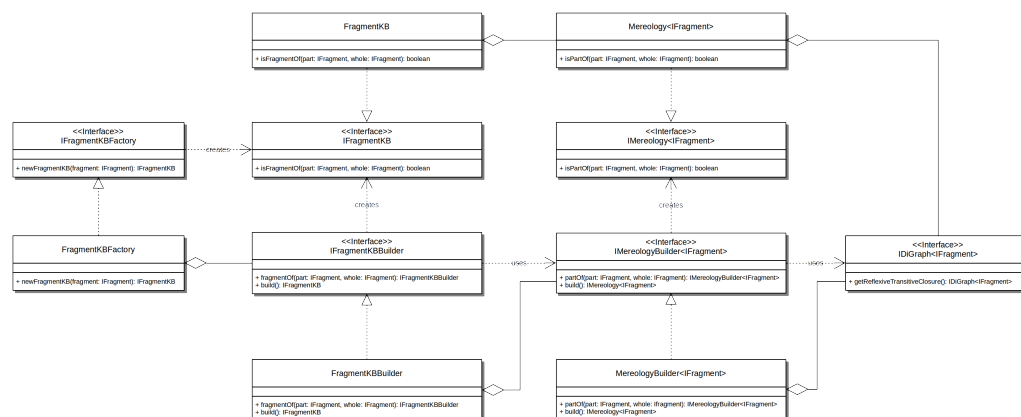 FragmentKB
+ isFragmentOf(part: IFragment, whole: IFragment): boolean
Mereology<IFragment>
+ isPartOf(part: IFragment, whole: IFragment): boolean
<<Interface>>
IFragmentKBFactory
+ newFragmentKB(fragment: IFragment): IFragmentKB
creates
<<Interface>>
IFragmentKB
+ isFragmentOf(part: IFragment, whole: IFragment): boolean
<<Interface>>
IMereology<IFragment>
+ isPartOf(part: IFragment, whole: IFragment): boolean
creates
creates
FragmentKBFactory
+ newFragmentKB(fragment: IFragment): IFragmentKB
<<Interface>>
IFragmentKBBuilder
+ fragmentOf(part: IFragment, whole: IFragment): IFragmentKBBuilder
+ build(): IFragmentKB
uses
<<Interface>>
IMereologyBuilder<IFragment>
+ partOf(part: IFragment, whole: IFragment): IMereologyBuilder<IFragment>
+ build(): IMereology<IFragment>
uses
<<Interface>>
IDiGraph<IFragment>
+ getReflexiveTransitiveClosure(): IDiGraph<IFragment>
FragmentKBBuilder
+ fragmentOf(part: IFragment, whole: IFragment): IFragmentKBBuilder
+ build(): IFragmentKB
MereologyBuilder<IFragment>
+ partOf(part: IFragment, whole: Ifragment): IMereologyBuilder<IFragment>
+ build(): IMereology<IFragment>